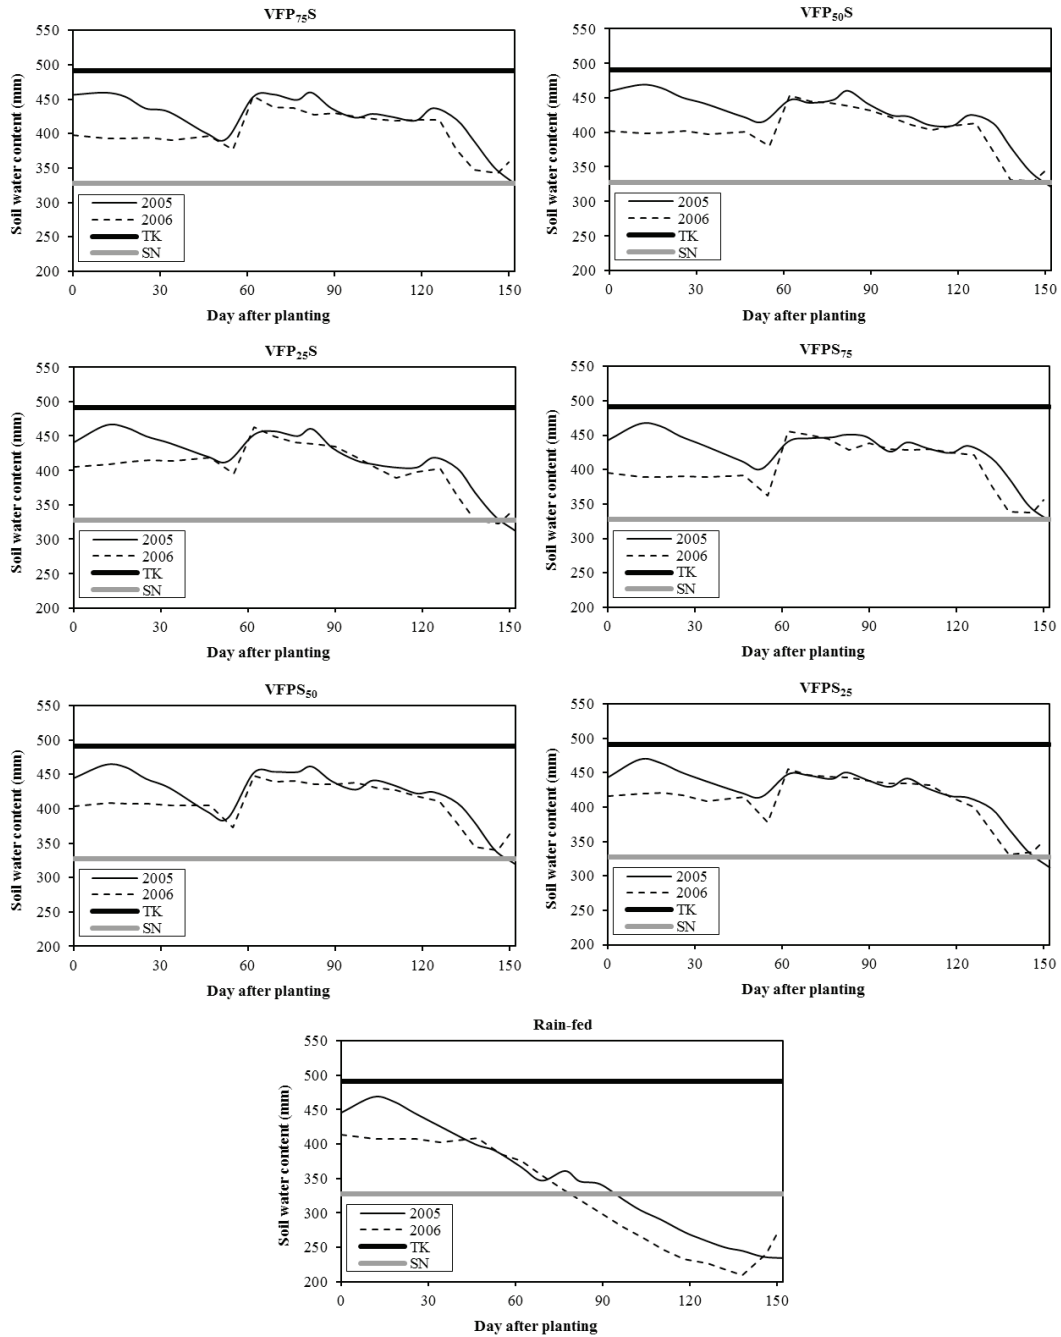 VFP₇₅S
550
500
450
400
350
300
250
200
Soil water content (mm)
2005
2006
TK
SN
0 30 60 90 120 150
Day after planting
VFP₅₀S
550
500
450
400
350
300
250
200
Soil water content (mm)
2005
2006
TK
SN
0 30 60 90 120 150
Day after planting
VFP₂₅S
550
500
450
400
350
300
250
200
Soil water content (mm)
2005
2006
TK
SN
0 30 60 90 120 150
Day after planting
VFPS₇₅
550
500
450
400
350
300
250
200
Soil water content (mm)
2005
2006
TK
SN
0 30 60 90 120 150
Day after planting
VFPS₅₀
550
500
450
400
350
300
250
200
Soil water content (mm)
2005
2006
TK
SN
0 30 60 90 120 150
Day after planting
VFPS₂₅
550
500
450
400
350
300
250
200
Soil water content (mm)
2005
2006
TK
SN
0 30 60 90 120 150
Day after planting
Rain-fed
550
500
450
400
350
300
250
200
Soil water content (mm)
2005
2006
TK
SN
0 30 60 90 120 150
Day after planting